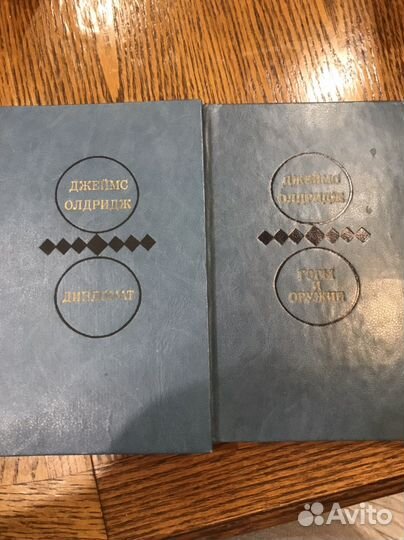 ДЖЕЙМС
ОЛДРИДЖ
ДИПЛОМАТ
ДЖЕЙМС
ОЛДРИДЖ
ГОРЫ
И
ОРУЖИЕ
Avito